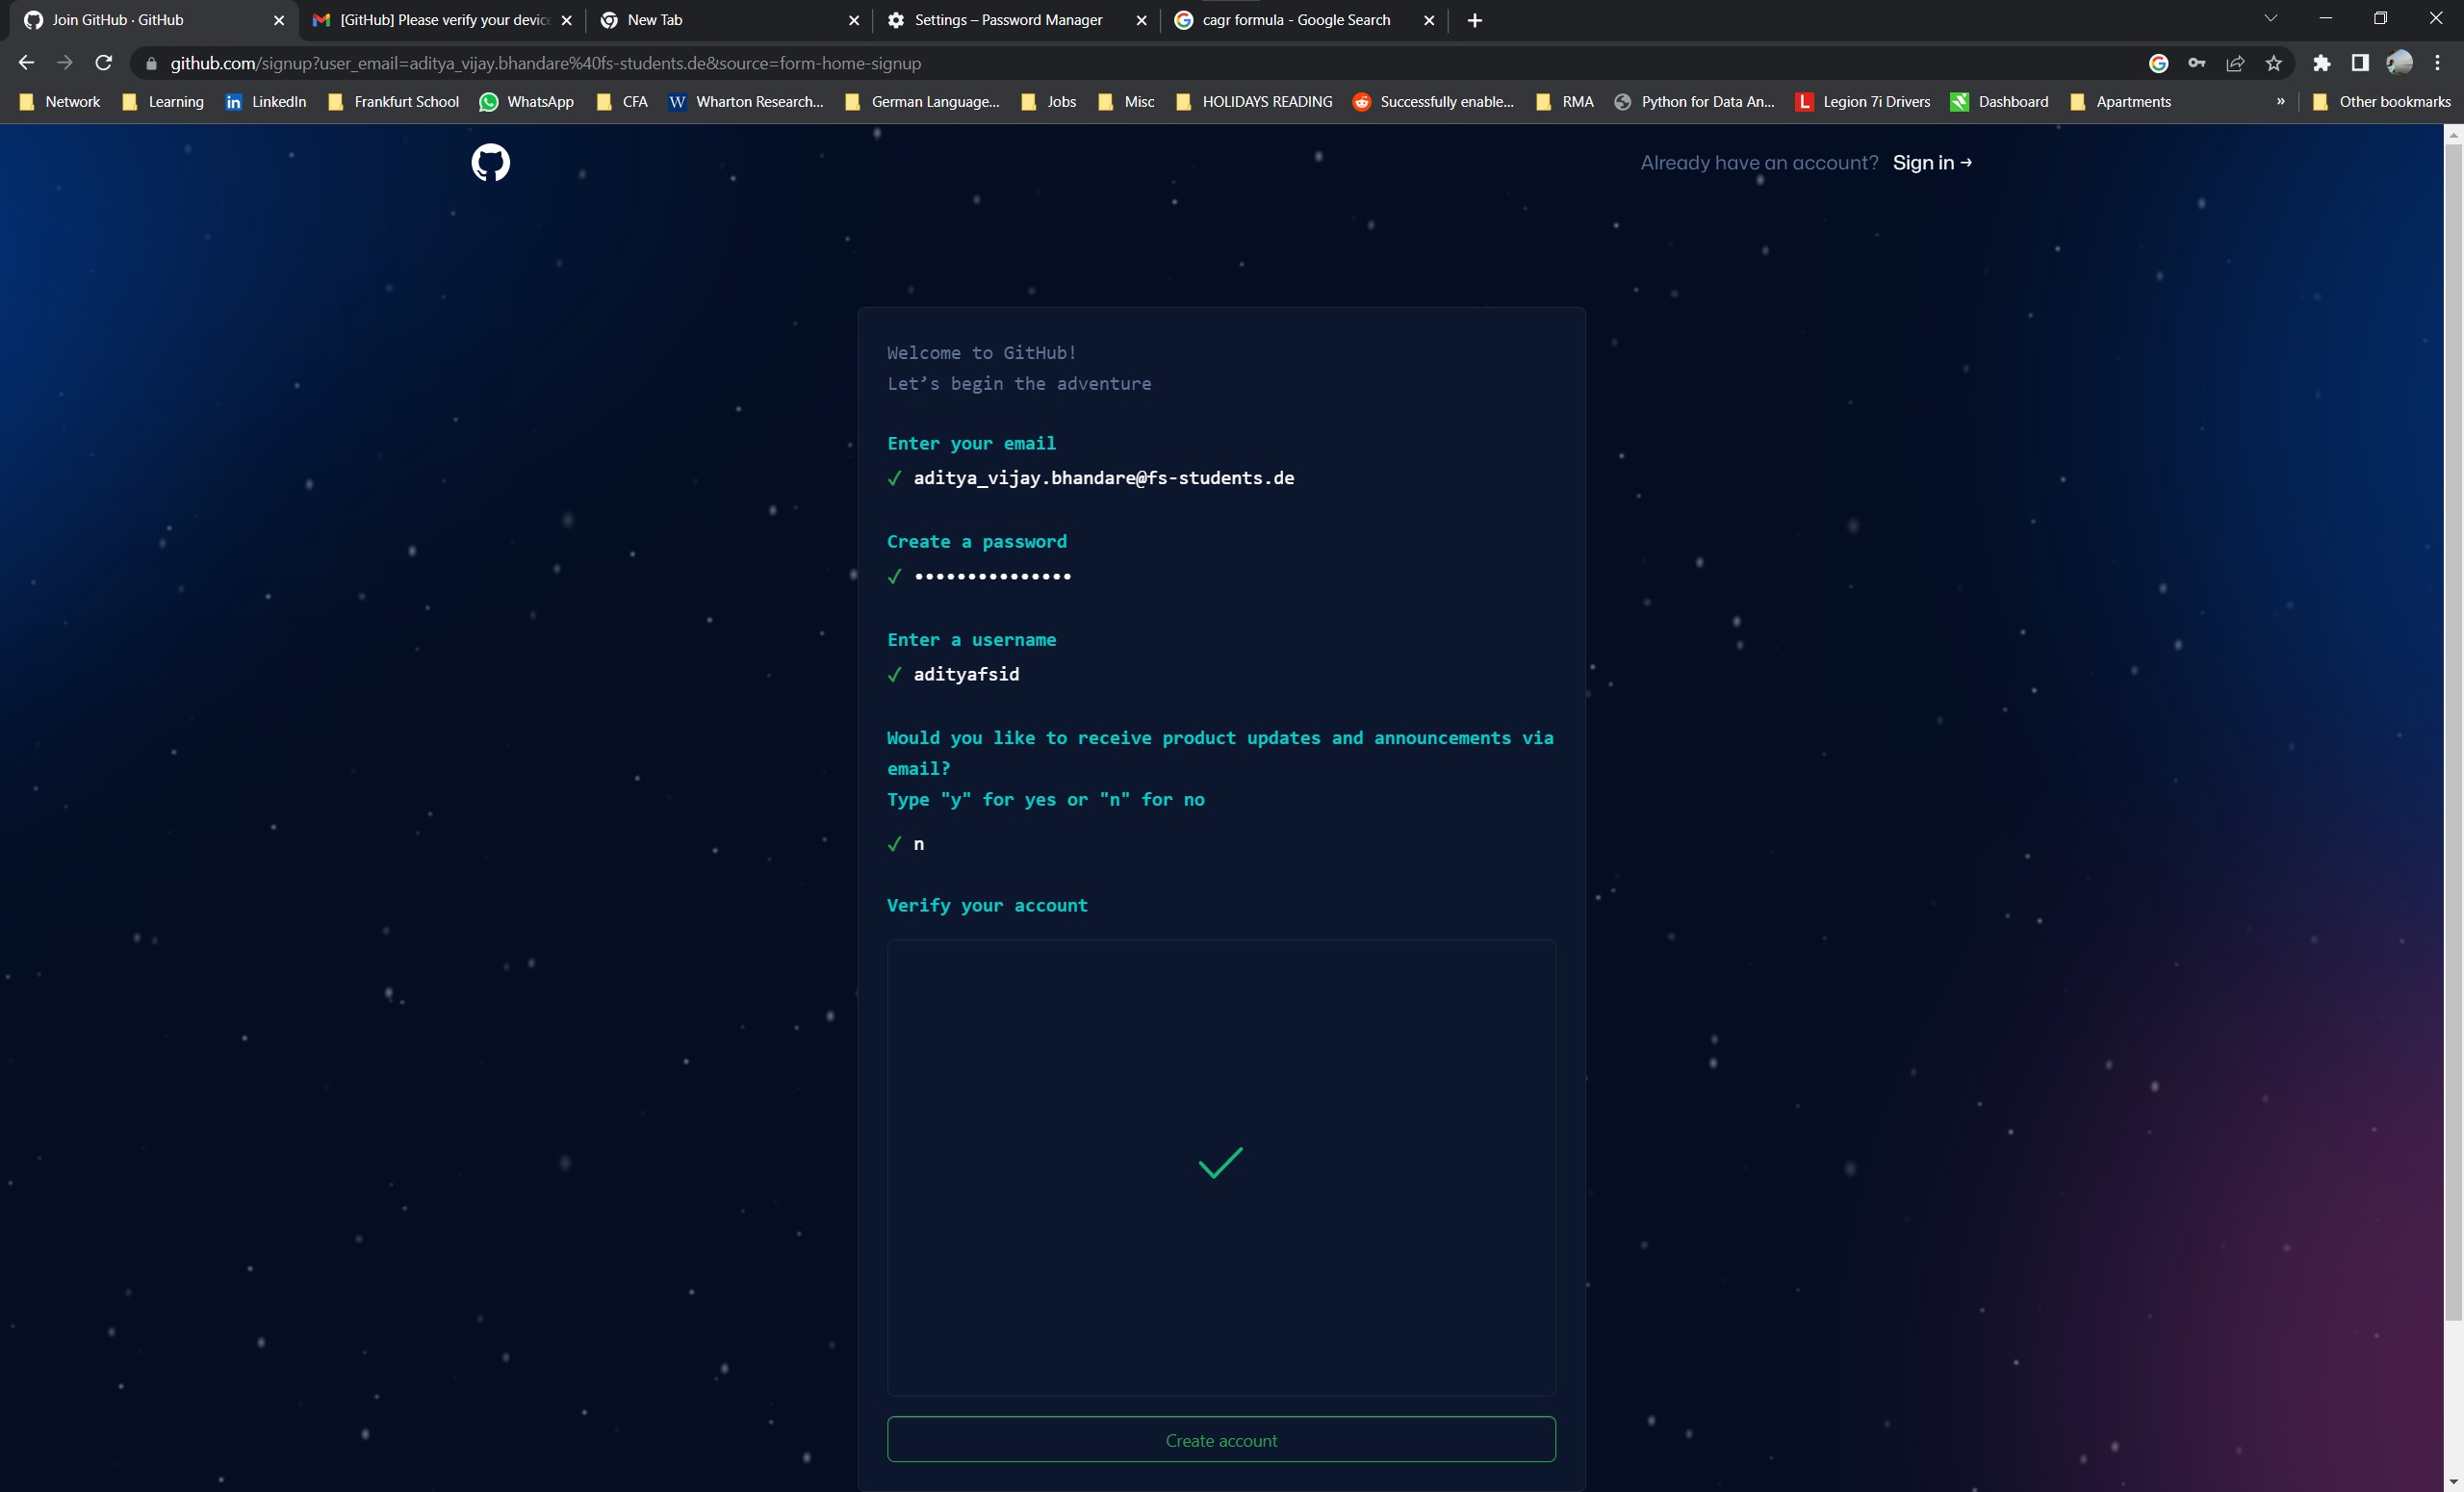 Join GitHub · GitHub
[GitHub] Please verify your devic
New Tab
Settings – Password Manager
cagr formula - Google Search
github.com/signup?user_email=aditya_vijay.bhandare%40fs-students.de&source=form-home-signup
Network
Learning
in LinkedIn
Frankfurt School
WhatsApp
CFA
W Wharton Research...
German Language...
Jobs
Misc
HOLIDAYS READING
Successfully enable...
RMA
Python for Data An...
L Legion 7i Drivers
Dashboard
Apartments
»
Other bookmarks
Already have an account? Sign in →
Welcome to GitHub!
Let’s begin the adventure
Enter your email
✓ aditya_vijay.bhandare@fs-students.de
Create a password
✓ •••••••••••••••
Enter a username
✓ adityafsid
Would you like to receive product updates and announcements via
email?
Type "y" for yes or "n" for no
✓ n
Verify your account
Create account